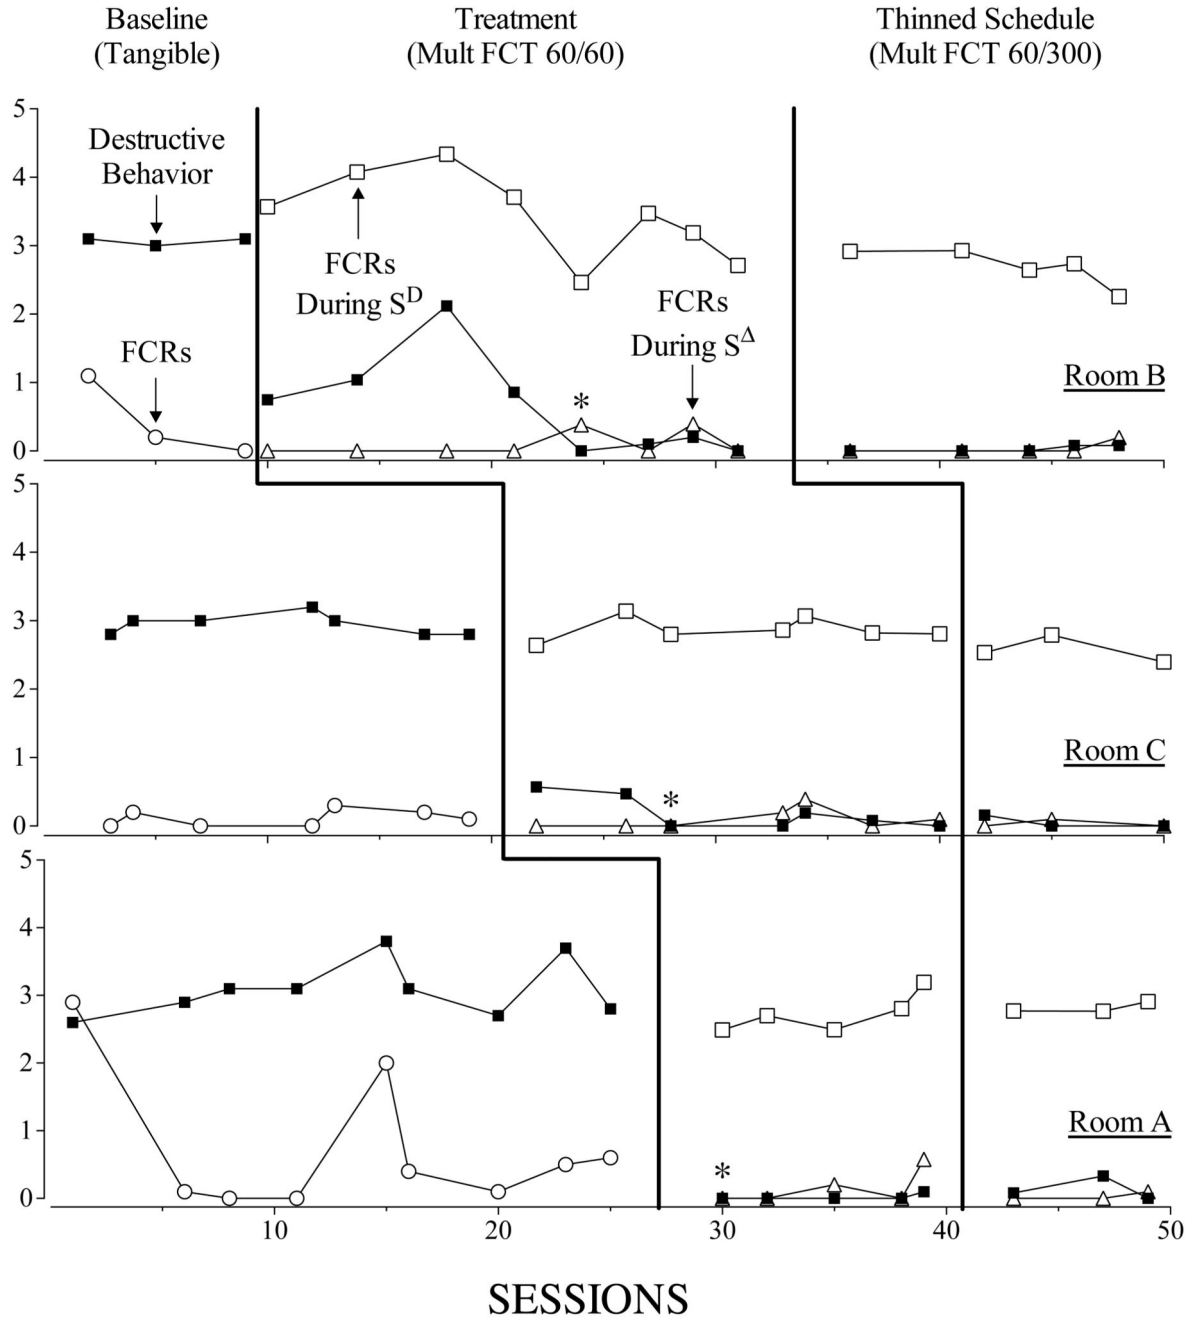 Baseline
(Tangible)
Treatment
(Mult FCT 60/60)
Thinned Schedule
(Mult FCT 60/300)
5
4
3
2
1
0
Destructive
Behavior
FCRs
FCRs
During S^D
FCRs
During S^Δ
*
Room B
5
4
3
2
1
0
*
Room C
5
4
3
2
1
0
*
Room A
10
20
30
40
50
SESSIONS